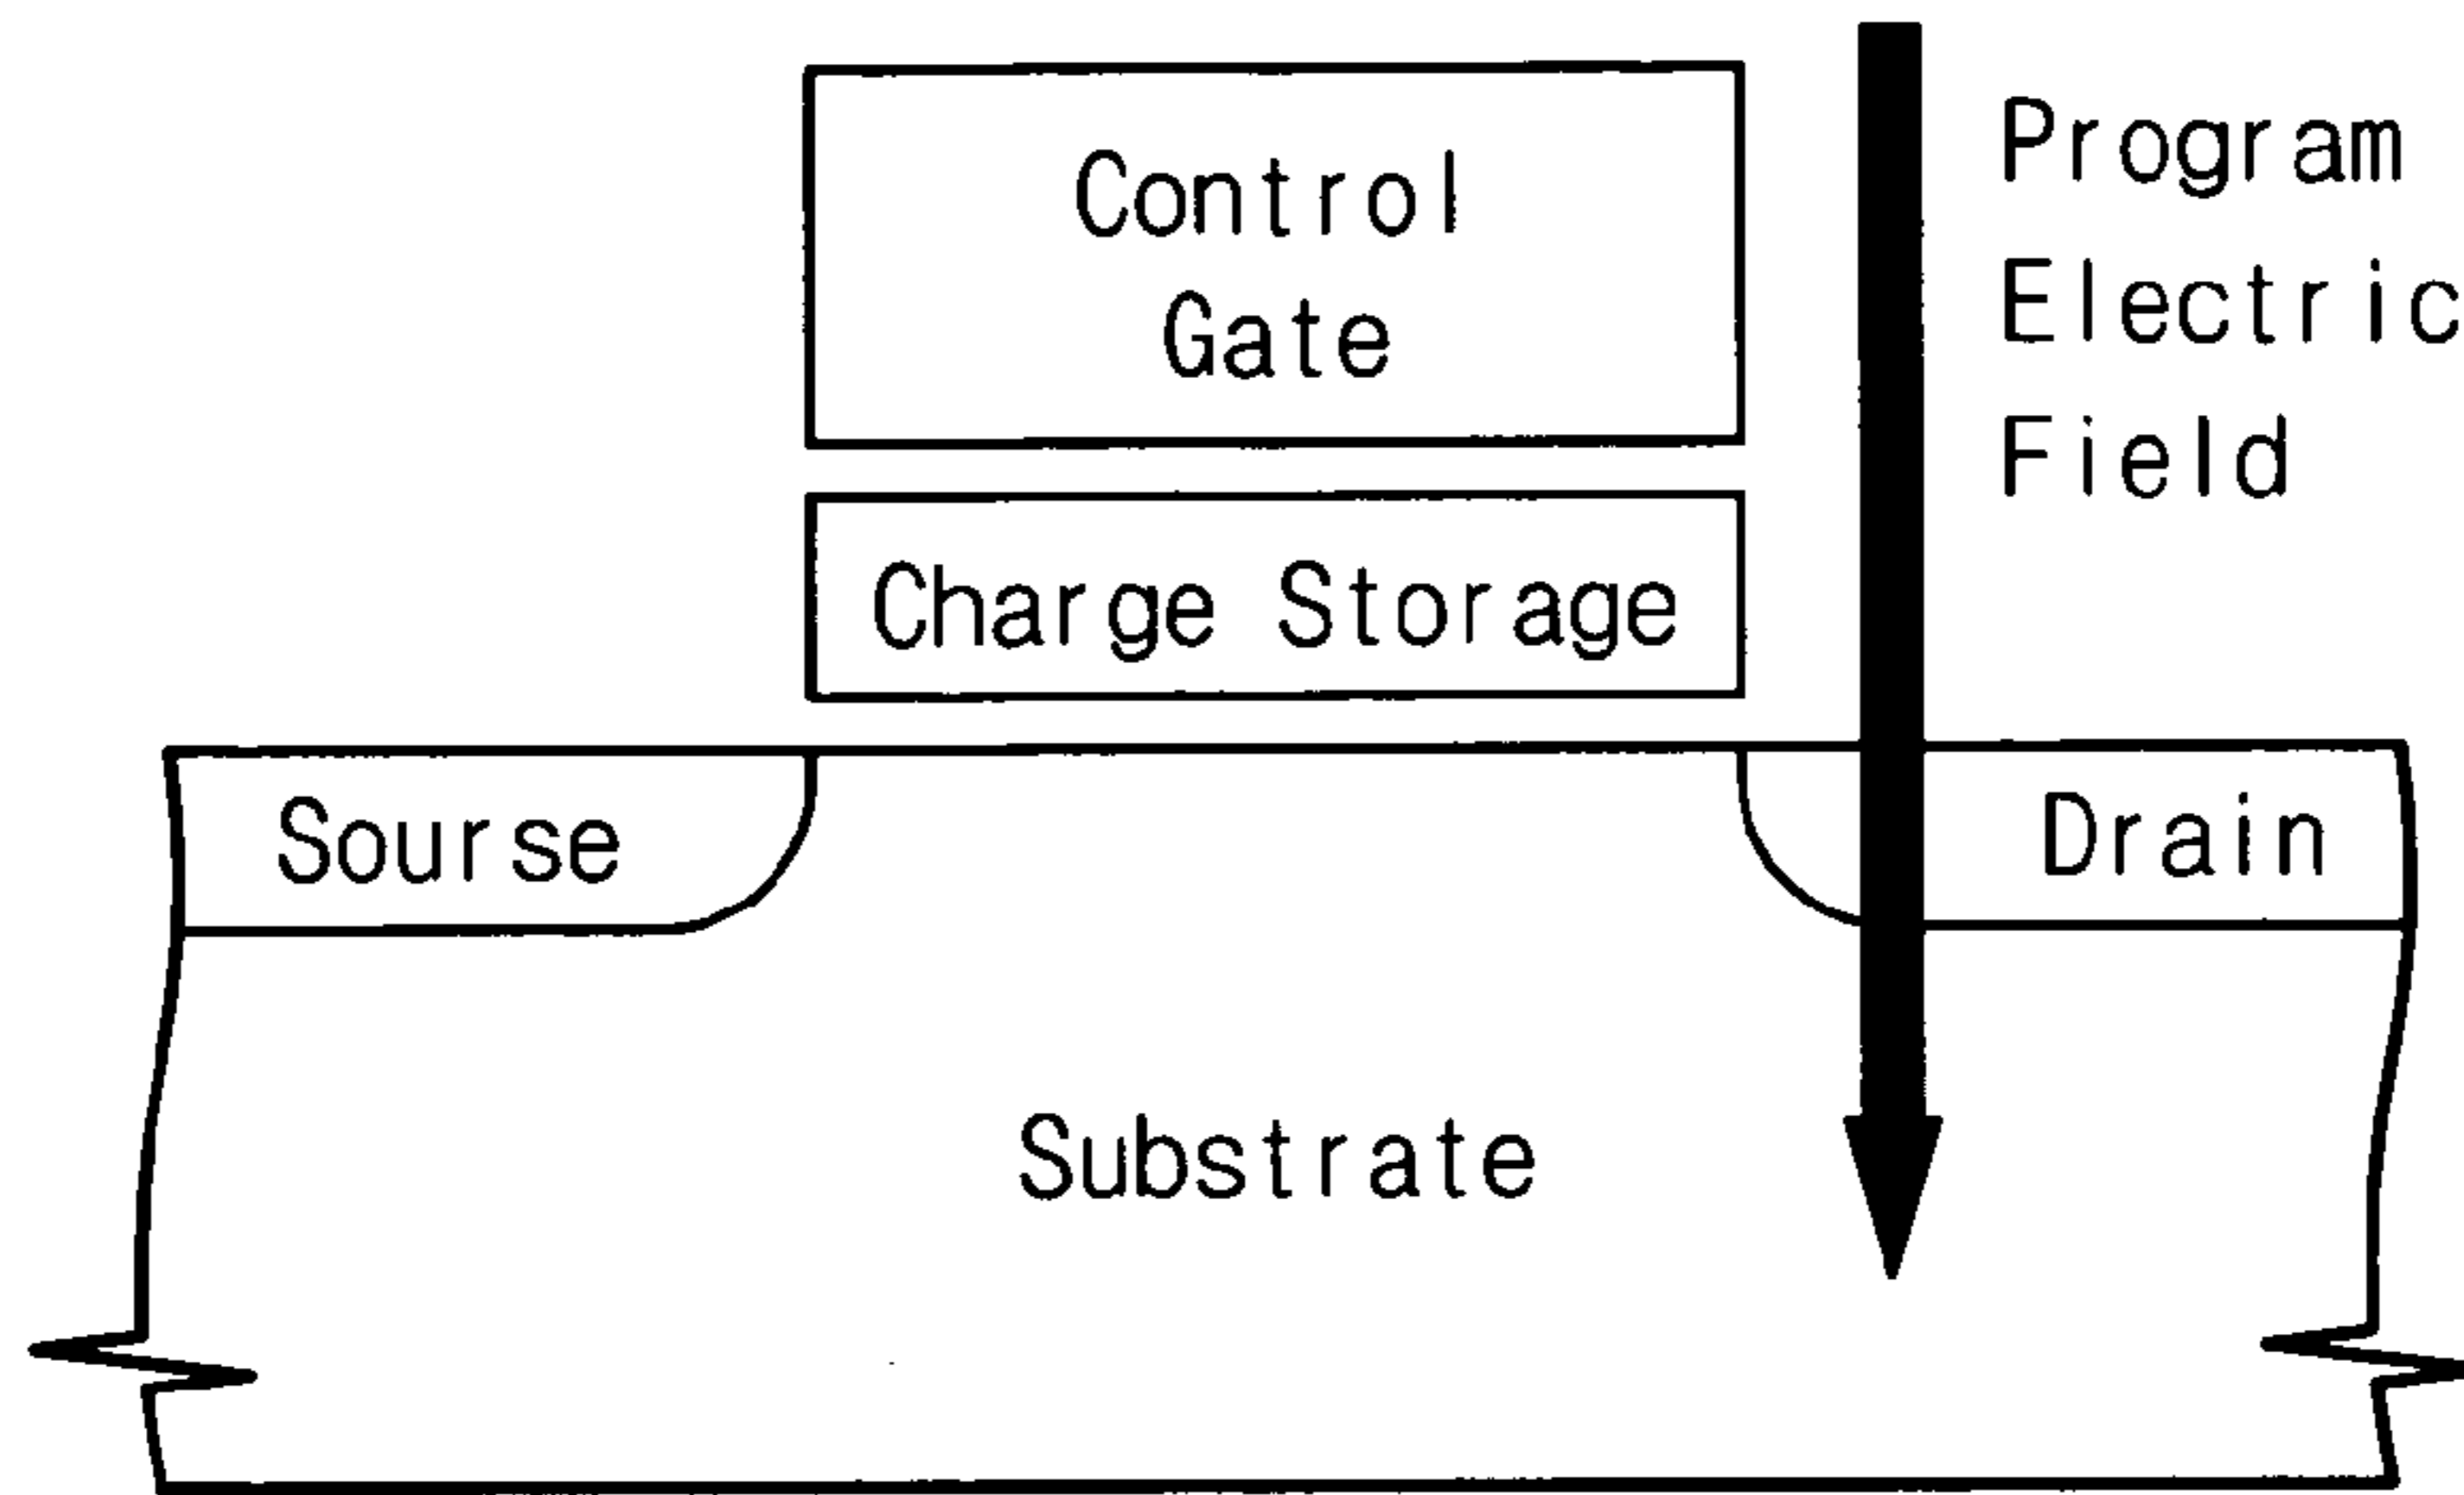 Control
Gate
Program
Electric
Field
Charge Storage
Sourse
Drain
Substrate